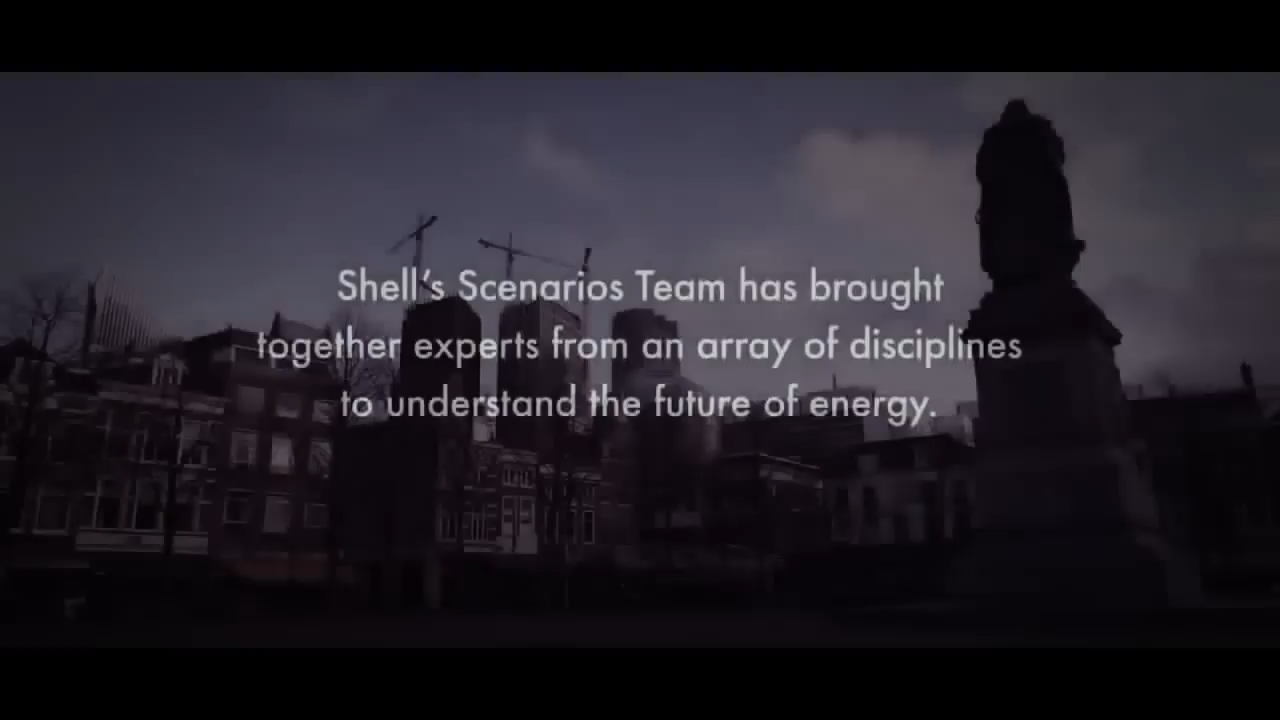 Shell's Scenarios Team has brought
together experts from an array of disciplines
to understand the future of energy.